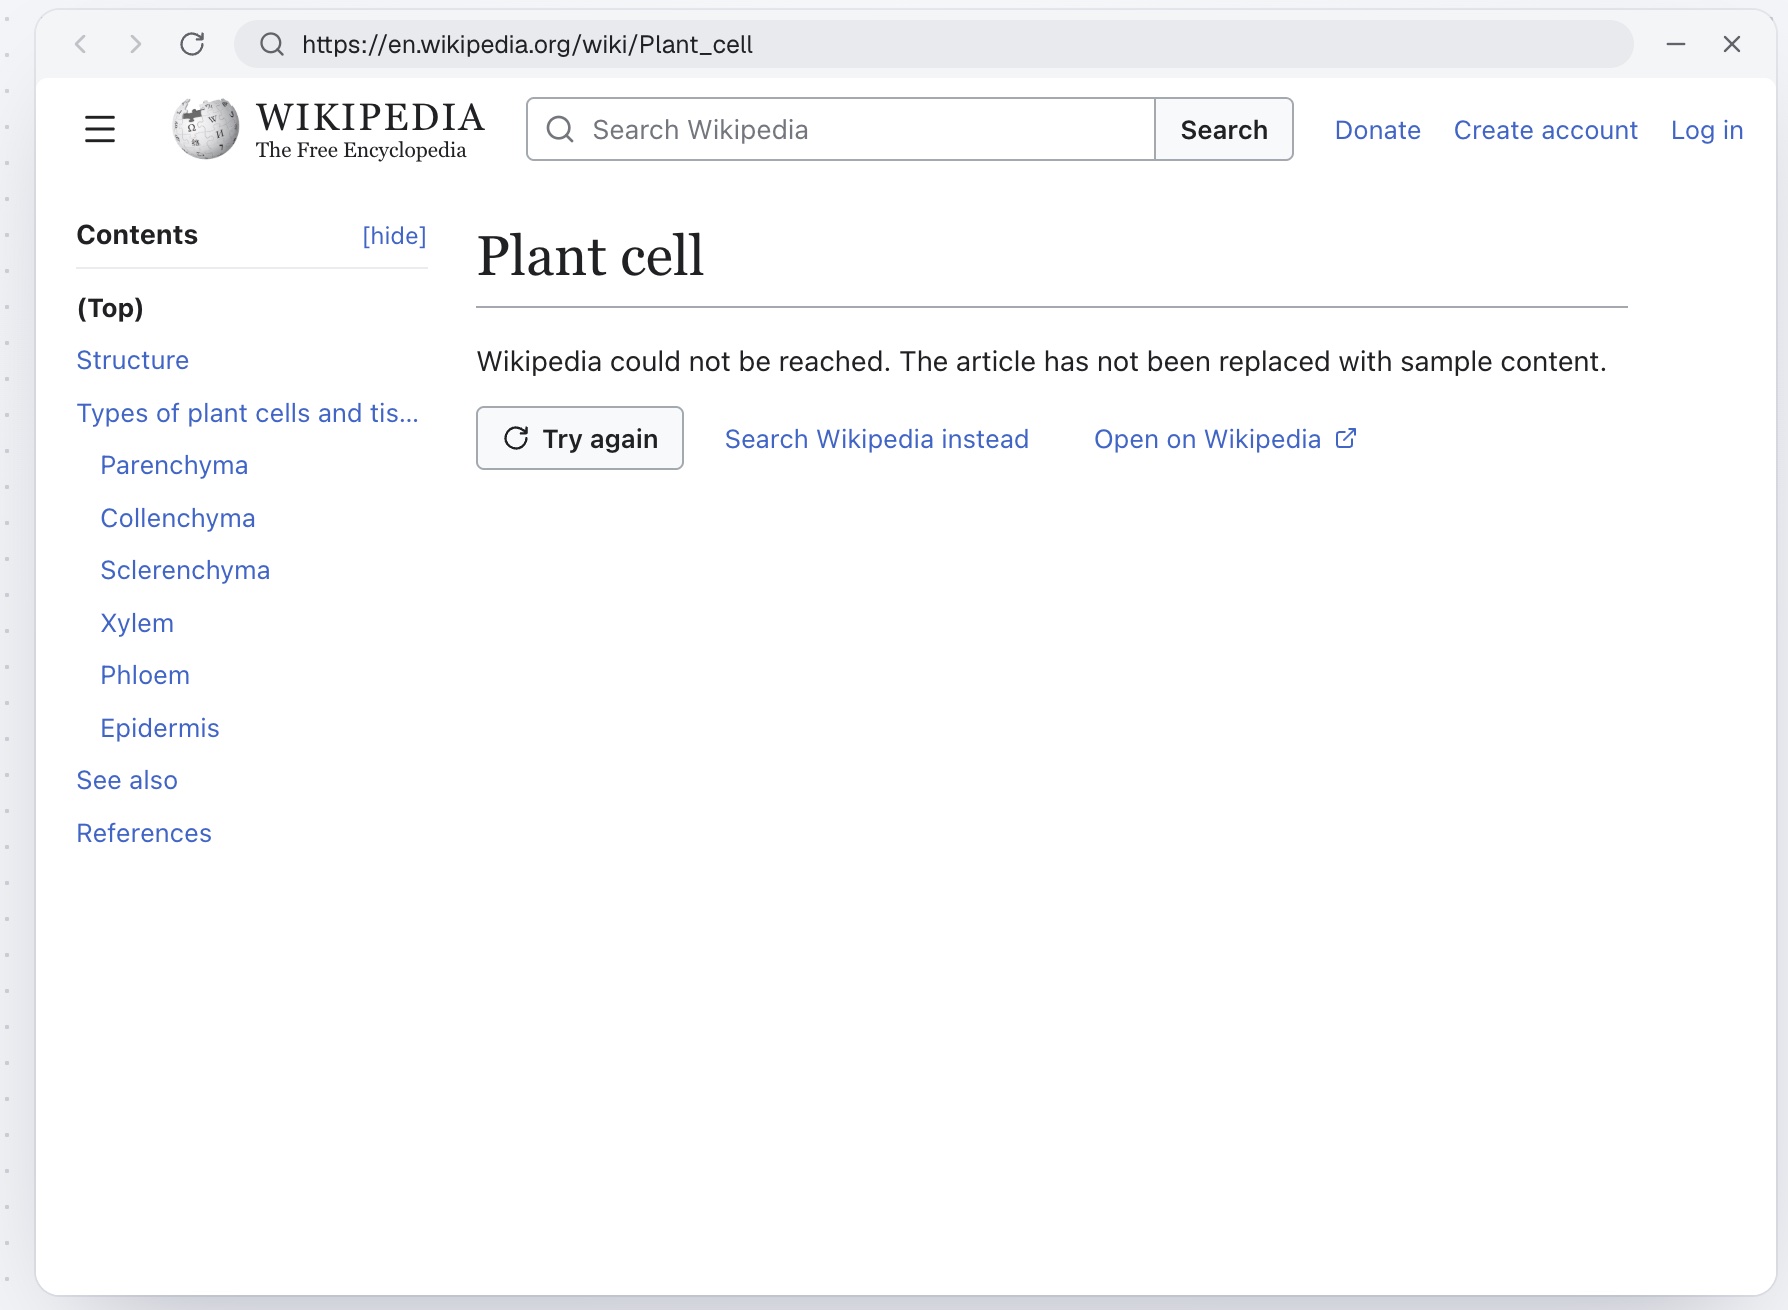 https://en.wikipedia.org/wiki/Plant_cell
WIKIPEDIA
The Free Encyclopedia
Search Wikipedia
Search
Donate
Create account
Log in
Contents
[hide]
(Top)
Structure
Types of plant cells and tis...
Parenchyma
Collenchyma
Sclerenchyma
Xylem
Phloem
Epidermis
See also
References
Plant cell
Wikipedia could not be reached. The article has not been replaced with sample content.
Try again
Search Wikipedia instead
Open on Wikipedia